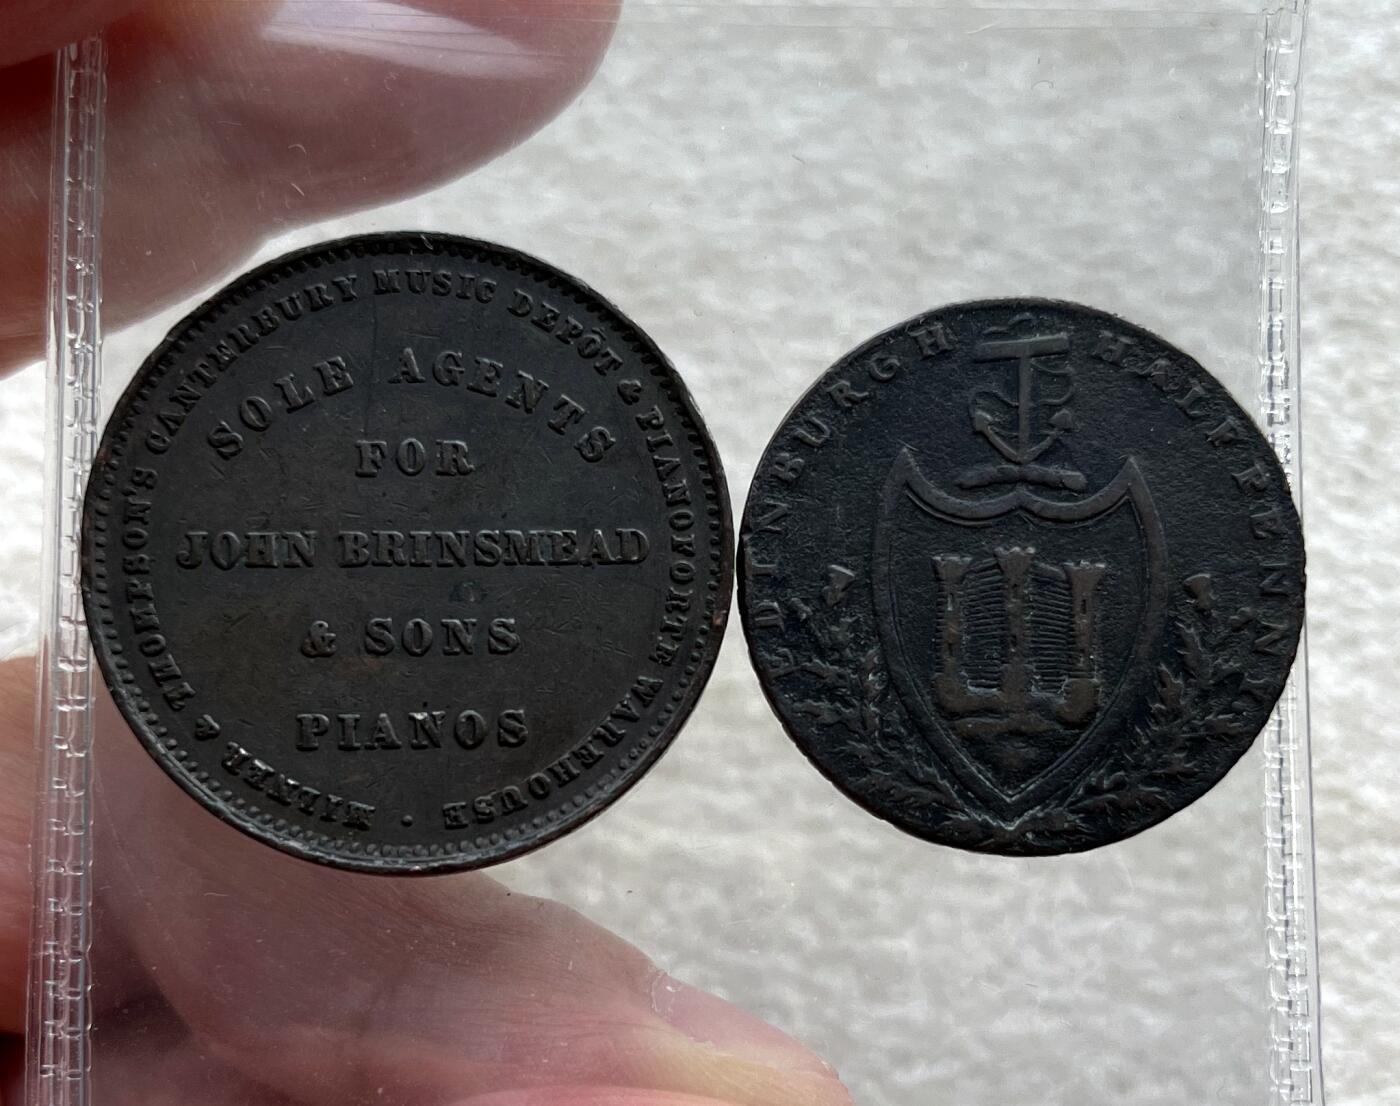 MILNER & THOMPSON'S CANTERBURY MUSIC DEPÔT & PIANOFORTE WAREHOUSE
SOLE AGENTS
FOR
JOHN BRINSMEAD
& SONS
PIANOS
EDINBURGH HALFPENNY